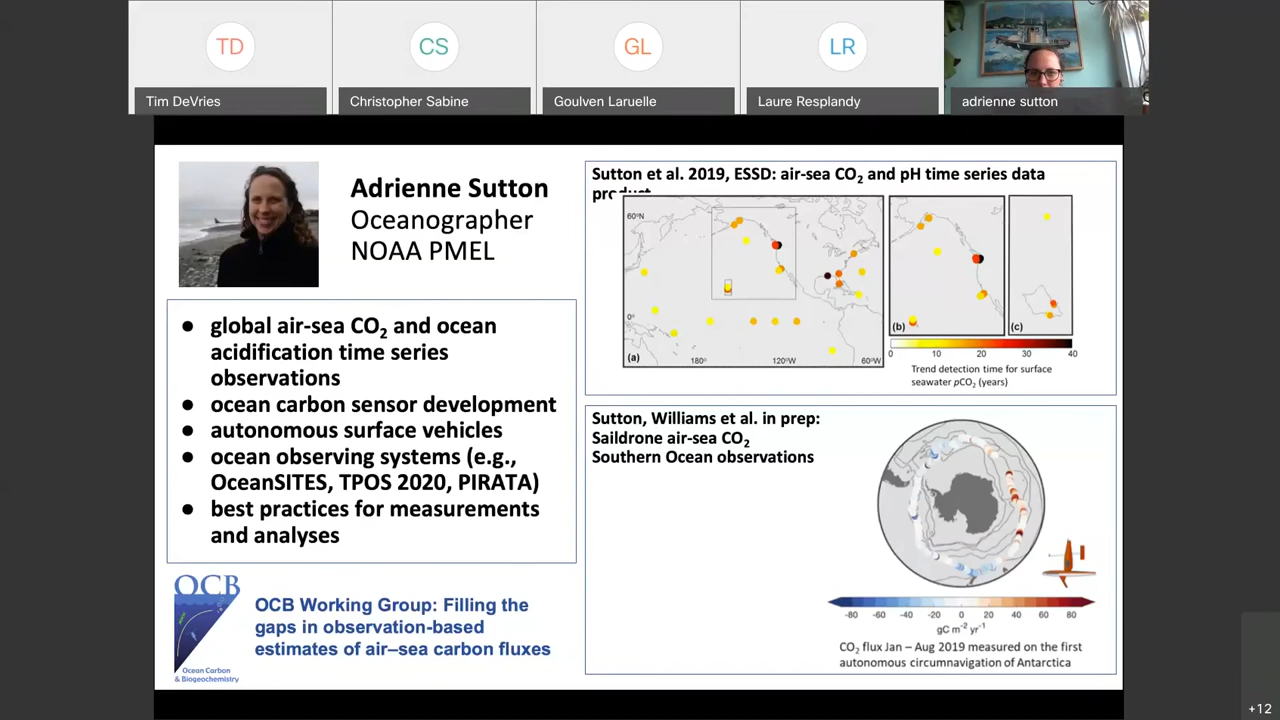 TD
CS
GL
LR
Tim DeVries
Christopher Sabine
Goulven Laruelle
Laure Resplandy
adrienne sutton
Adrienne Sutton
Oceanographer
NOAA PMEL
● global air-sea CO₂ and ocean
acidification time series
observations
● ocean carbon sensor development
● autonomous surface vehicles
● ocean observing systems (e.g.,
OceanSITES, TPOS 2020, PIRATA)
● best practices for measurements
and analyses
OCB
Ocean Carbon
& Biogeochemistry
OCB Working Group: Filling the
gaps in observation-based
estimates of air–sea carbon fluxes
Sutton et al. 2019, ESSD: air-sea CO₂ and pH time series data
product
60°N
0°
(a)
180°
120°W
60°W
(b)
(c)
0 10 20 30 40
Trend detection time for surface
seawater pCO₂ (years)
Sutton, Williams et al. in prep:
Saildrone air-sea CO₂
Southern Ocean observations
-80 -60 -40 -20 0 20 40 60 80
gC m⁻² yr⁻¹
CO₂ flux Jan – Aug 2019 measured on the first
autonomous circumnavigation of Antarctica
+12